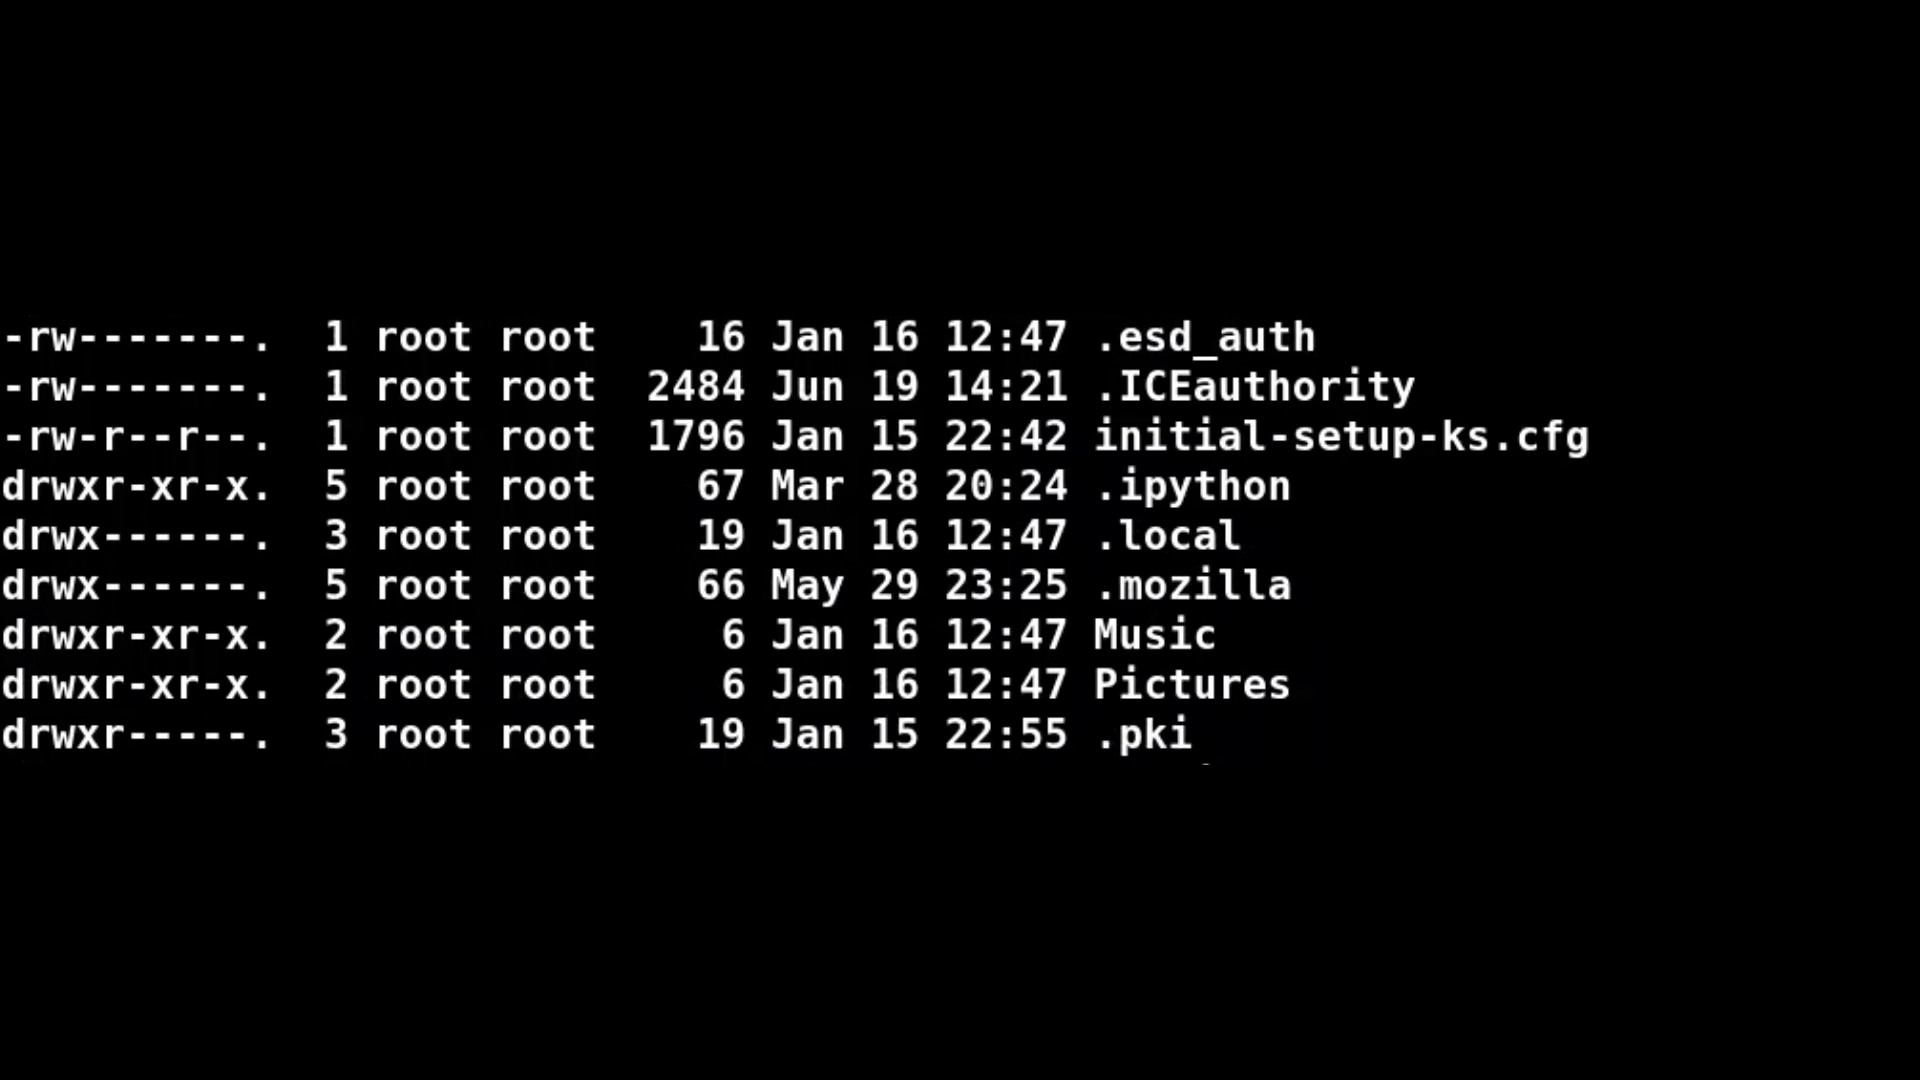 -rw-------.  1 root root    16 Jan 16 12:47 .esd_auth
-rw-------.  1 root root  2484 Jun 19 14:21 .ICEauthority
-rw-r--r--.  1 root root  1796 Jan 15 22:42 initial-setup-ks.cfg
drwxr-xr-x.  5 root root    67 Mar 28 20:24 .ipython
drwx------.  3 root root    19 Jan 16 12:47 .local
drwx------.  5 root root    66 May 29 23:25 .mozilla
drwxr-xr-x.  2 root root     6 Jan 16 12:47 Music
drwxr-xr-x.  2 root root     6 Jan 16 12:47 Pictures
drwxr-----.  3 root root    19 Jan 15 22:55 .pki